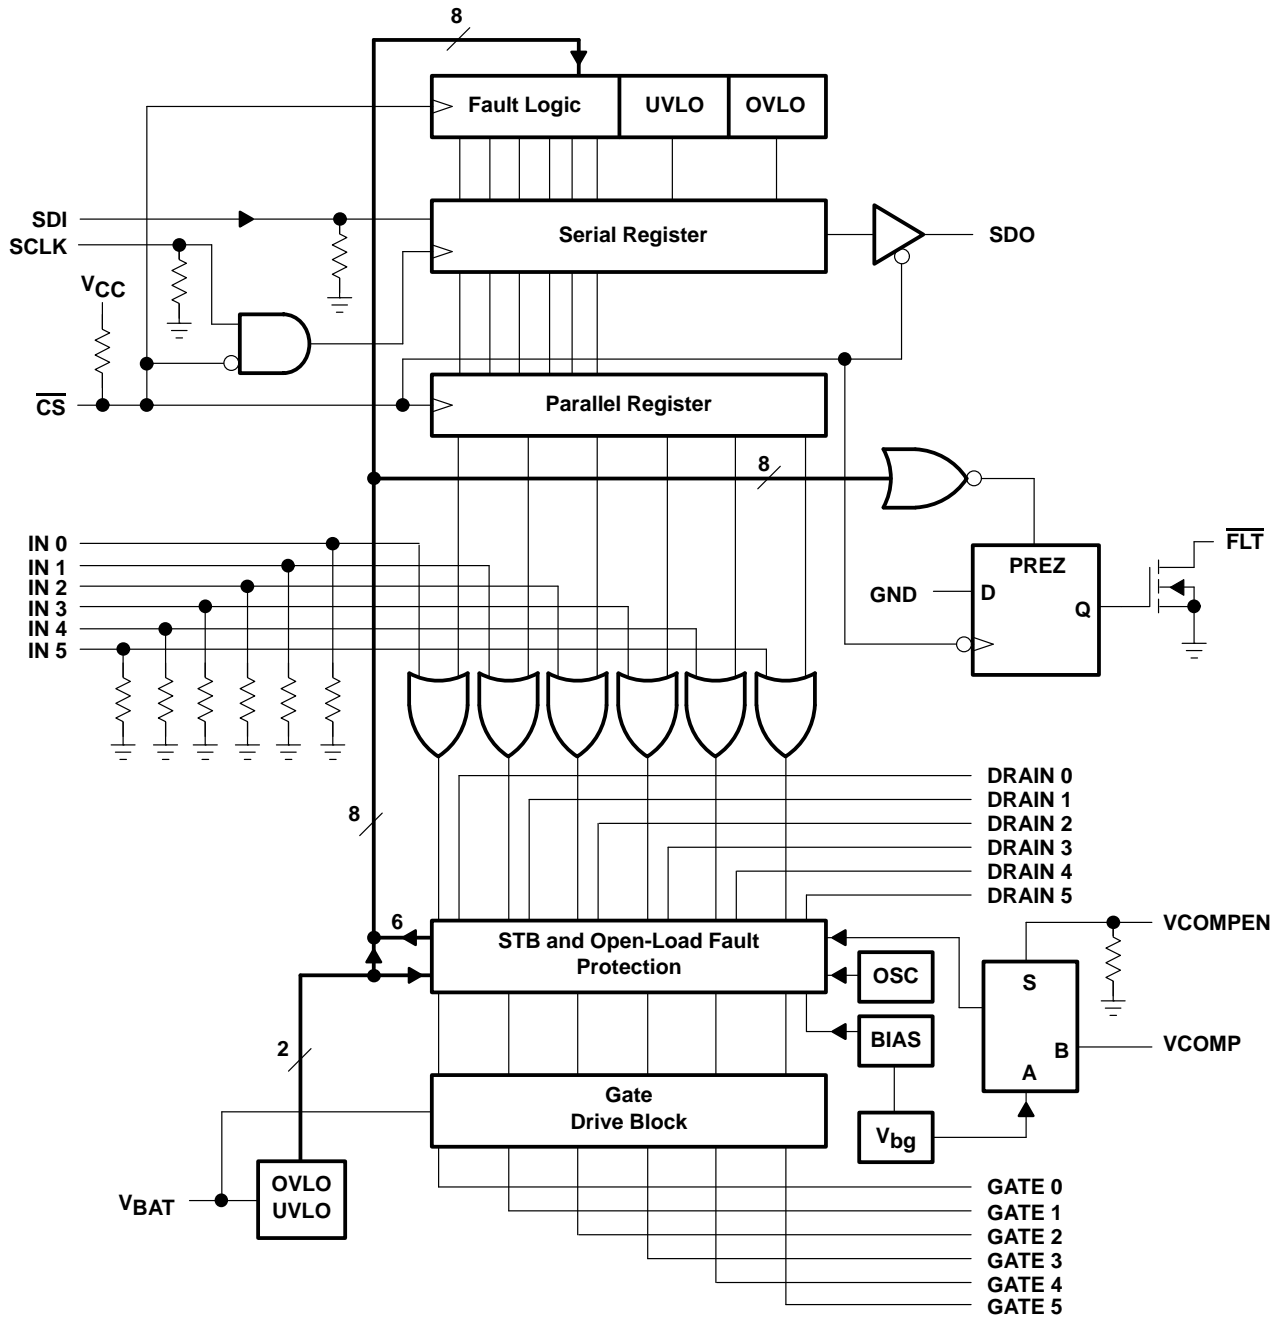 8
Fault Logic UVLO OVLO
SDI
SCLK
Serial Register
SDO
VCC
CS
Parallel Register
8
IN 0
IN 1
IN 2
IN 3
IN 4
IN 5
FLT
PREZ
GND
D
Q
8
DRAIN 0
DRAIN 1
DRAIN 2
DRAIN 3
DRAIN 4
DRAIN 5
6
STB and Open-Load Fault
Protection
VCOMPEN
OSC
S
2
BIAS
B
VCOMP
A
Gate
Drive Block
Vbg
VBAT
OVLO
UVLO
GATE 0
GATE 1
GATE 2
GATE 3
GATE 4
GATE 5